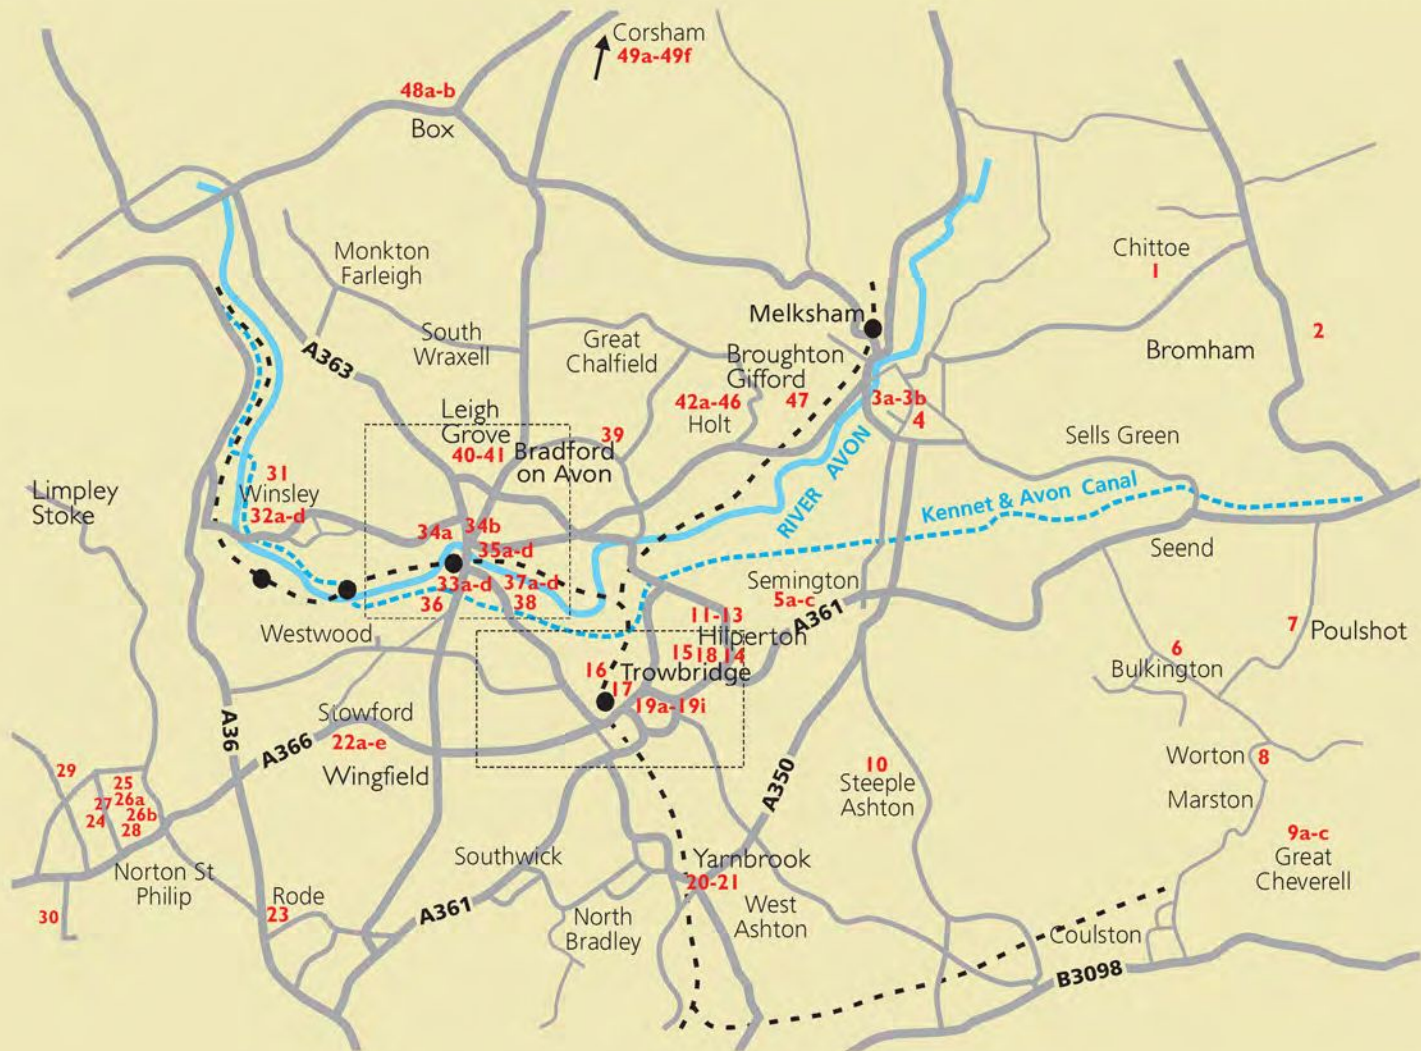 Corsham
49a-49f
48a-b
Box
Monkton
Farleigh
Chittoe
1
Melksham
2
South
Wraxell
Great
Chalfield
Broughton
Gifford
Bromham
A363
42a-46
47
3a-3b
Holt
4
Leigh
Grove
40-41
39
Bradford
on Avon
Sells Green
RIVER AVON
Kennet & Avon Canal
31
Winsley
32a-d
Limpley
Stoke
34a
34b
35a-d
33a-d
37a-d
36
38
Seend
Semington
5a-c
A361
11-13
Hilperton
Westwood
7
Poulshot
15
18
14
6
Bulkington
16
Trowbridge
17
19a-19i
Stowford
22a-e
Wingfield
A36
A366
29
25
26a
27
26b
24
28
A350
10
Steeple
Ashton
Worton
8
Marston
9a-c
Great
Cheverell
Norton St
Philip
Southwick
Yarnbrook
20-21
30
Rode
23
A361
North
Bradley
West
Ashton
Coulston
B3098